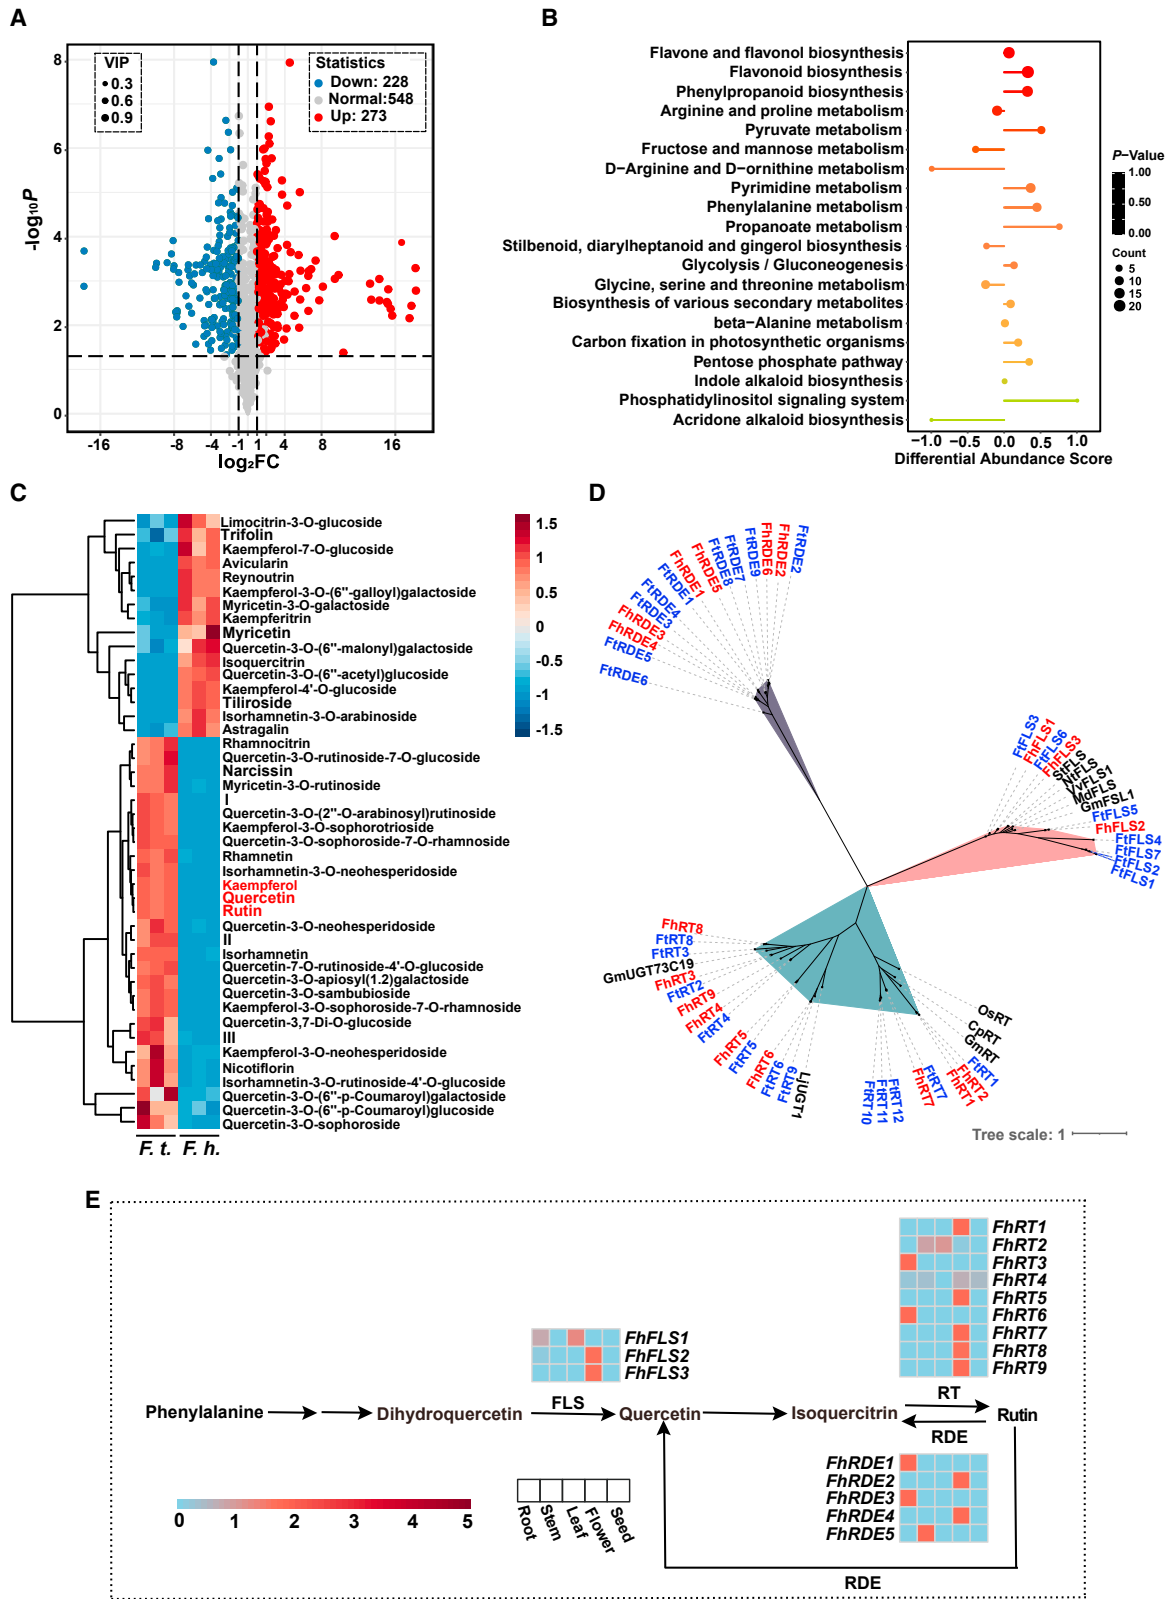 A
VIP
0.3
0.6
0.9
Statistics
Down: 228
Normal:548
Up: 273
8
6
4
2
0
-log₁₀P
-16
-8
-4
-1
1
4
8
16
log₂FC
B
Flavone and flavonol biosynthesis
Flavonoid biosynthesis
Phenylpropanoid biosynthesis
Arginine and proline metabolism
Pyruvate metabolism
Fructose and mannose metabolism
D−Arginine and D−ornithine metabolism
Pyrimidine metabolism
Phenylalanine metabolism
Propanoate metabolism
Stilbenoid, diarylheptanoid and gingerol biosynthesis
Glycolysis / Gluconeogenesis
Glycine, serine and threonine metabolism
Biosynthesis of various secondary metabolites
beta−Alanine metabolism
Carbon fixation in photosynthetic organisms
Pentose phosphate pathway
Indole alkaloid biosynthesis
Phosphatidylinositol signaling system
Acridone alkaloid biosynthesis
−1.0
−0.5
0.0
0.5
1.0
Differential Abundance Score
P−Value
1.00
0.50
0.00
Count
5
10
15
20
C
Limocitrin-3-O-glucoside
Trifolin
Kaempferol-7-O-glucoside
Avicularin
Reynoutrin
Kaempferol-3-O-(6''-galloyl)galactoside
Myricetin-3-O-galactoside
Kaempferitrin
Myricetin
Quercetin-3-O-(6''-malonyl)galactoside
Isoquercitrin
Quercetin-3-O-(6''-acetyl)glucoside
Kaempferol-4'-O-glucoside
Tiliroside
Isorhamnetin-3-O-arabinoside
Astragalin
Rhamnocitrin
Quercetin-3-O-rutinoside-7-O-glucoside
Narcissin
Myricetin-3-O-rutinoside
I
Quercetin-3-O-(2''-O-arabinosyl)rutinoside
Kaempferol-3-O-sophorotrioside
Quercetin-3-O-sophoroside-7-O-rhamnoside
Rhamnetin
Isorhamnetin-3-O-neohesperidoside
Kaempferol
Quercetin
Rutin
Quercetin-3-O-neohesperidoside
II
Isorhamnetin
Quercetin-7-O-rutinoside-4'-O-glucoside
Quercetin-3-O-apiosyl(1.2)galactoside
Quercetin-3-O-sambubioside
Kaempferol-3-O-sophoroside-7-O-rhamnoside
Quercetin-3,7-Di-O-glucoside
III
Kaempferol-3-O-neohesperidoside
Nicotiflorin
Isorhamnetin-3-O-rutinoside-4'-O-glucoside
Quercetin-3-O-(6''-p-Coumaroyl)galactoside
Quercetin-3-O-(6''-p-Coumaroyl)glucoside
Quercetin-3-O-sophoroside
F. t.
F. h.
1.5
1
0.5
0
-0.5
-1
-1.5
D
FtRDE6
FtRDE5
FhRDE4
FhRDE3
FtRDE3
FtRDE4
FtRDE1
FhRDE1
FhRDE5
FtRDE8
FtRDE7
FtRDE9
FhRDE6
FhRDE2
FtRDE2
FtFLS3
FhFLS1
FtFLS6
FhFLS3
StFLS
NtFLS
VvFLS1
MdFLS
GmFSL1
FtFLS5
FhFLS2
FtFLS4
FtFLS7
FtFLS2
FtFLS1
FhRT8
FtRT8
FtRT3
GmUGT73C19
FhRT3
FtRT2
FhRT9
FhRT4
FtRT4
FhRT5
FtRT5
FhRT6
FtRT6
FtRT9
LjUGT1
FtRT10
FtRT11
FtRT12
FhRT7
FtRT7
FhRT1
FhRT2
FtRT1
GmRT
CpRT
OsRT
Tree scale: 1
E
FhRT1
FhRT2
FhRT3
FhRT4
FhRT5
FhRT6
FhRT7
FhRT8
FhRT9
FhFLS1
FhFLS2
FhFLS3
Phenylalanine
Dihydroquercetin
FLS
Quercetin
Isoquercitrin
RT
RDE
Rutin
FhRDE1
FhRDE2
FhRDE3
FhRDE4
FhRDE5
0
1
2
3
4
5
Root
Stem
Leaf
Flower
Seed
RDE